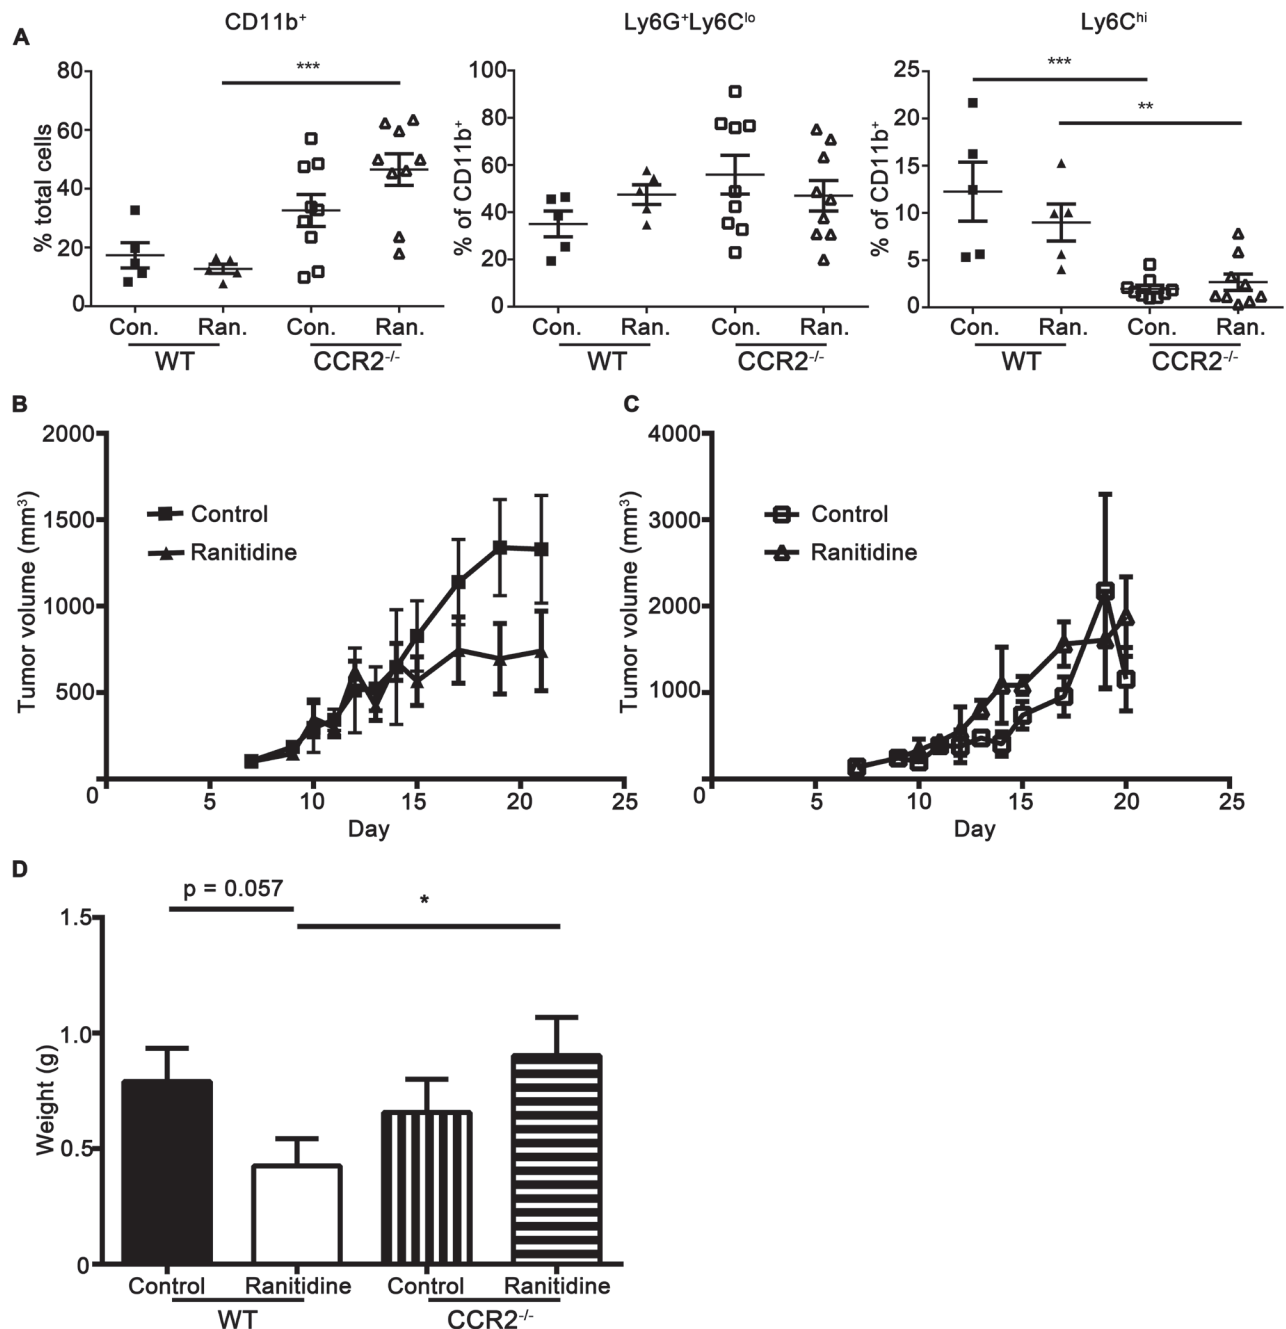 A
CD11b⁺
Ly6G⁺Ly6Cˡᵒ
Ly6Cʰⁱ
% total cells
80
60
40
20
0
***
Con. Ran. Con. Ran.
WT CCR2⁻/⁻
% of CD11b⁺
100
80
60
40
20
0
Con. Ran. Con. Ran.
WT CCR2⁻/⁻
% of CD11b⁺
25
20
15
10
5
0
***
**
Con. Ran. Con. Ran.
WT CCR2⁻/⁻
B
Tumor volume (mm³)
2000
1500
1000
500
Control
Ranitidine
0 5 10 15 20 25
Day
C
Tumor volume (mm³)
4000
3000
2000
1000
Control
Ranitidine
0 5 10 15 20 25
Day
D
p = 0.057
*
Weight (g)
1.5
1.0
0.5
0
Control Ranitidine Control Ranitidine
WT CCR2⁻/⁻